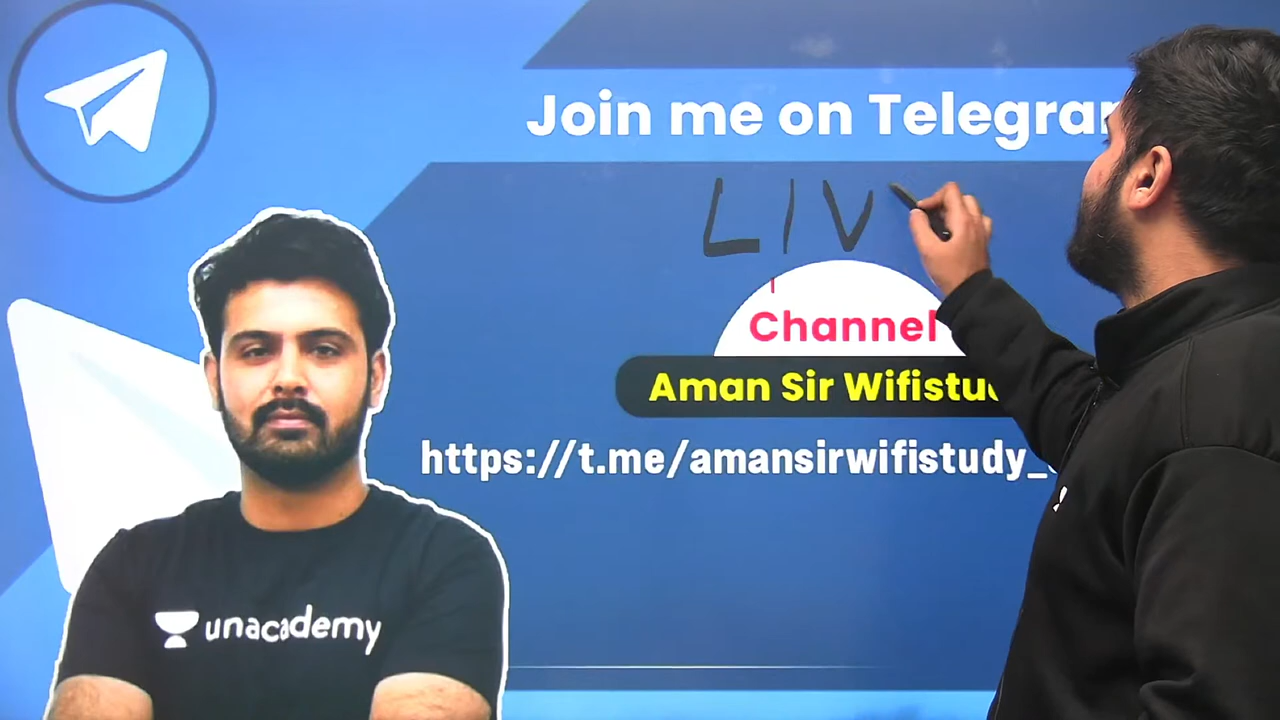 Join me on Telegra
LIV
Channel
Aman Sir Wifistu
https://t.me/amansirwifistudy_
unacademy